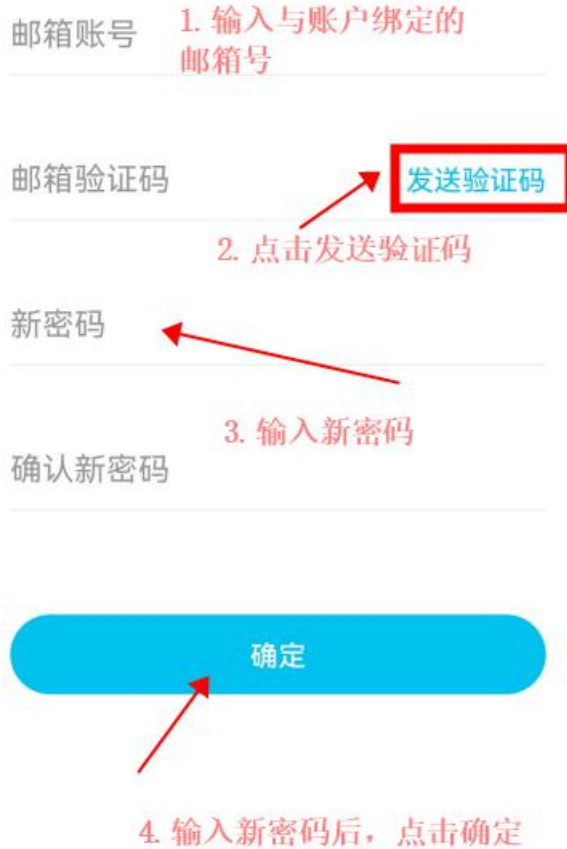 邮箱账号
1. 输入与账户绑定的
邮箱号
邮箱验证码
发送验证码
2. 点击发送验证码
新密码
3. 输入新密码
确认新密码
确定
4. 输入新密码后，点击确定